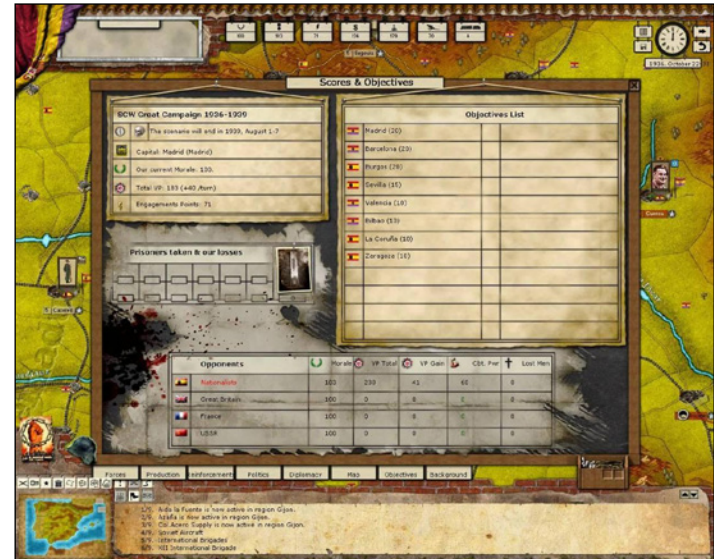 Segovia
1936, October 22
Scores & Objectives
SCW Great Campaign 1936-1939
The scenario will end in 1939, August 1-7
Capital: Madrid (Madrid)
Our current Morale: 100.
Total VP: 183 (+40 /turn)
Engagements Points: 71
Objectives List
Madrid (20)
Barcelona (20)
Burgos (20)
Sevilla (15)
Valencia (10)
Bilbao (10)
La Coruña (10)
Zaragoza (10)
Prisoners taken & our losses
Cuenca
Opponents Morale VP Total VP Gain Cbt. Pwr Lost Men
Nationalists 100 230 41 60 0
Great Britain 100 0 0 0 0
France 100 0 0 0 0
USSR 100 0 0 0 0
Forces Production Reinforcement Politics Diplomacy Map Objectives Background
Aida la Fuente is now active in region Gijon.
Azaña is now active in region Gijon.
Col Acero Supply is now active in region Gijon.
Soviet Aircraft
International Brigades
XII International Brigade